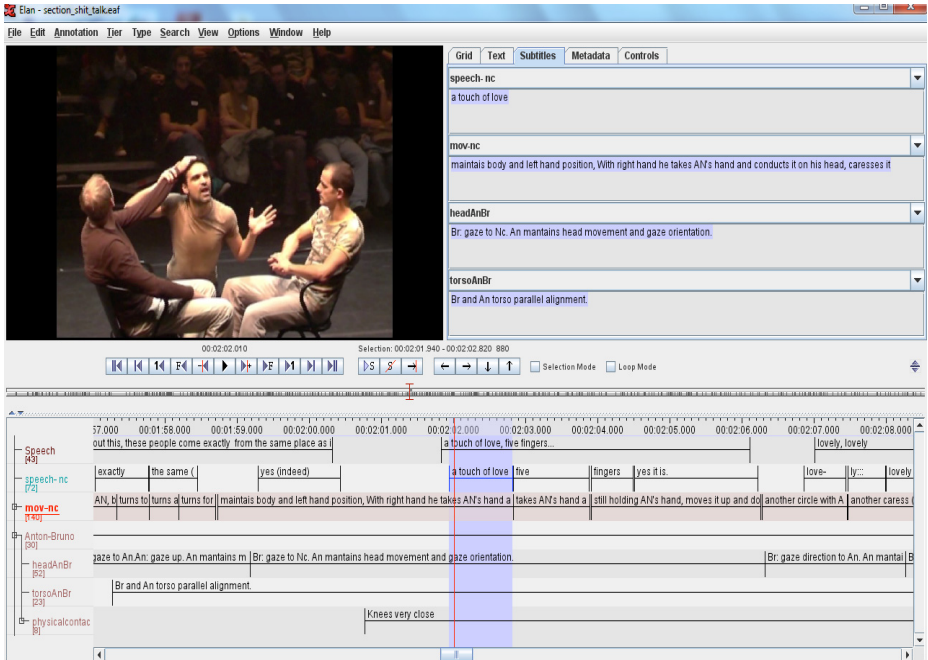 Elan - section_shit_talk.eaf
File Edit Annotation Tier Type Search View Options Window Help
Grid Text Subtitles Metadata Controls
speech- nc
a touch of love
mov-nc
maintais body and left hand position, With right hand he takes AN's hand and conducts it on his head, caresses it
headAnBr
Br: gaze to Nc. An mantains head movement and gaze orientation.
torsoAnBr
Br and An torso parallel alignment.
00:02:02.010 Selection: 00:02:01.940 - 00:02:02.820 880
1 F F 1 S S Selection Mode Loop Mode
57.000 00:01:58.000 00:01:59.000 00:02:00.000 00:02:01.000 00:02:02.000 00:02:03.000 00:02:04.000 00:02:05.000 00:02:06.000 00:02:07.000 00:02:08.000
Speech out this, these people come exactly from the same place as i a touch of love, five fingers... lovely, lovely
[43]
speech- nc exactly the same ( yes (indeed) a touch of love five fingers yes it is. love- ly::: lovely
[72]
mov-nc AN, b turns to turns a turns for maintais body and left hand position, With right hand he takes AN's hand a takes AN's hand a still holding AN's hand, moves it up and do another circle with A another caress (
[140]
Anton-Bruno
[30]
headAnBr gaze to An.An: gaze up. An mantains m Br: gaze to Nc. An mantains head movement and gaze orientation. Br: gaze direction to An. An mantai B
[52]
torsoAnBr Br and An torso parallel alignment.
[23]
physicalcontac Knees very close
[8]